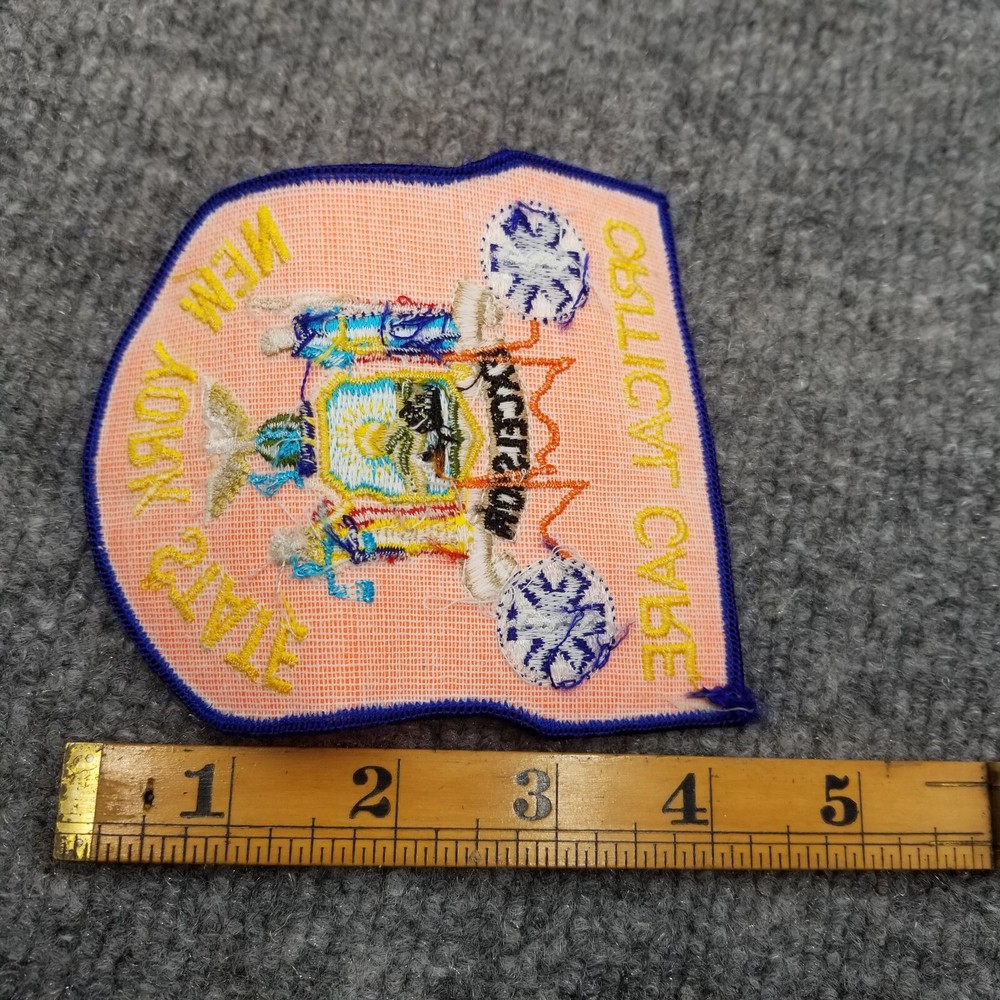 NEW YORK STATE
EXCELSIOR
CRITICAL CARE
1 2 3 4 5